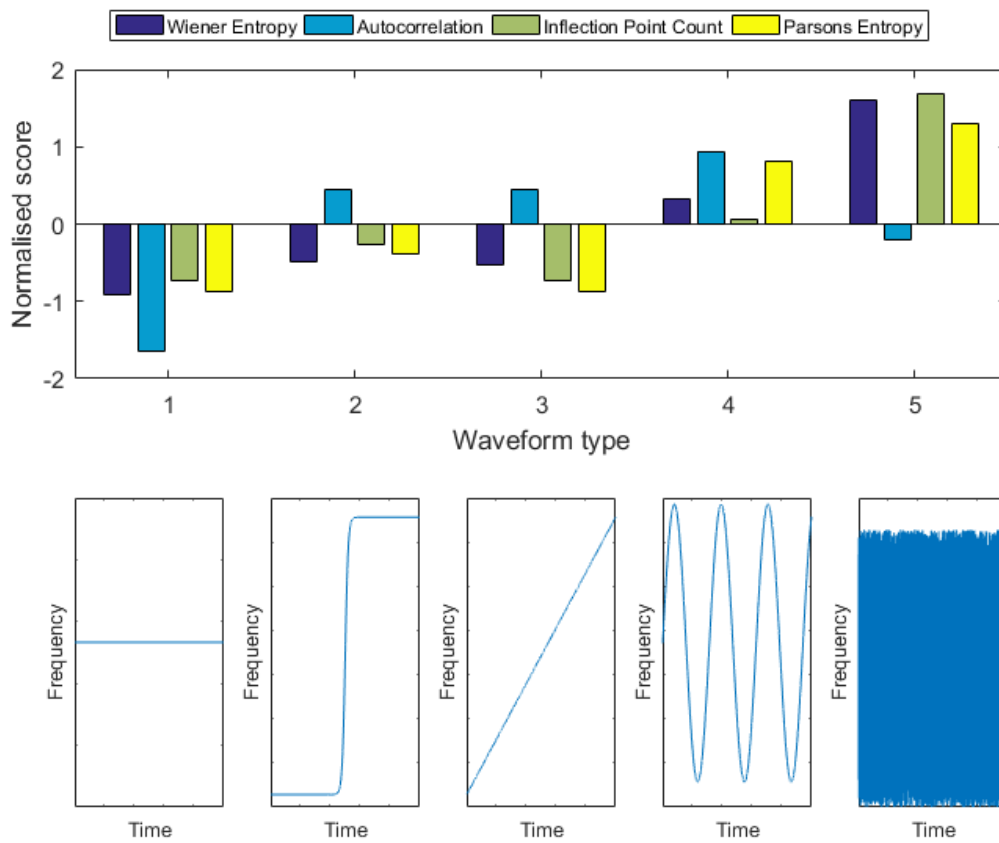 Wiener Entropy Autocorrelation Inflection Point Count Parsons Entropy
2
1
0
-1
-2
Normalised score
1 2 3 4 5
Waveform type
Frequency Frequency Frequency Frequency Frequency
Time Time Time Time Time